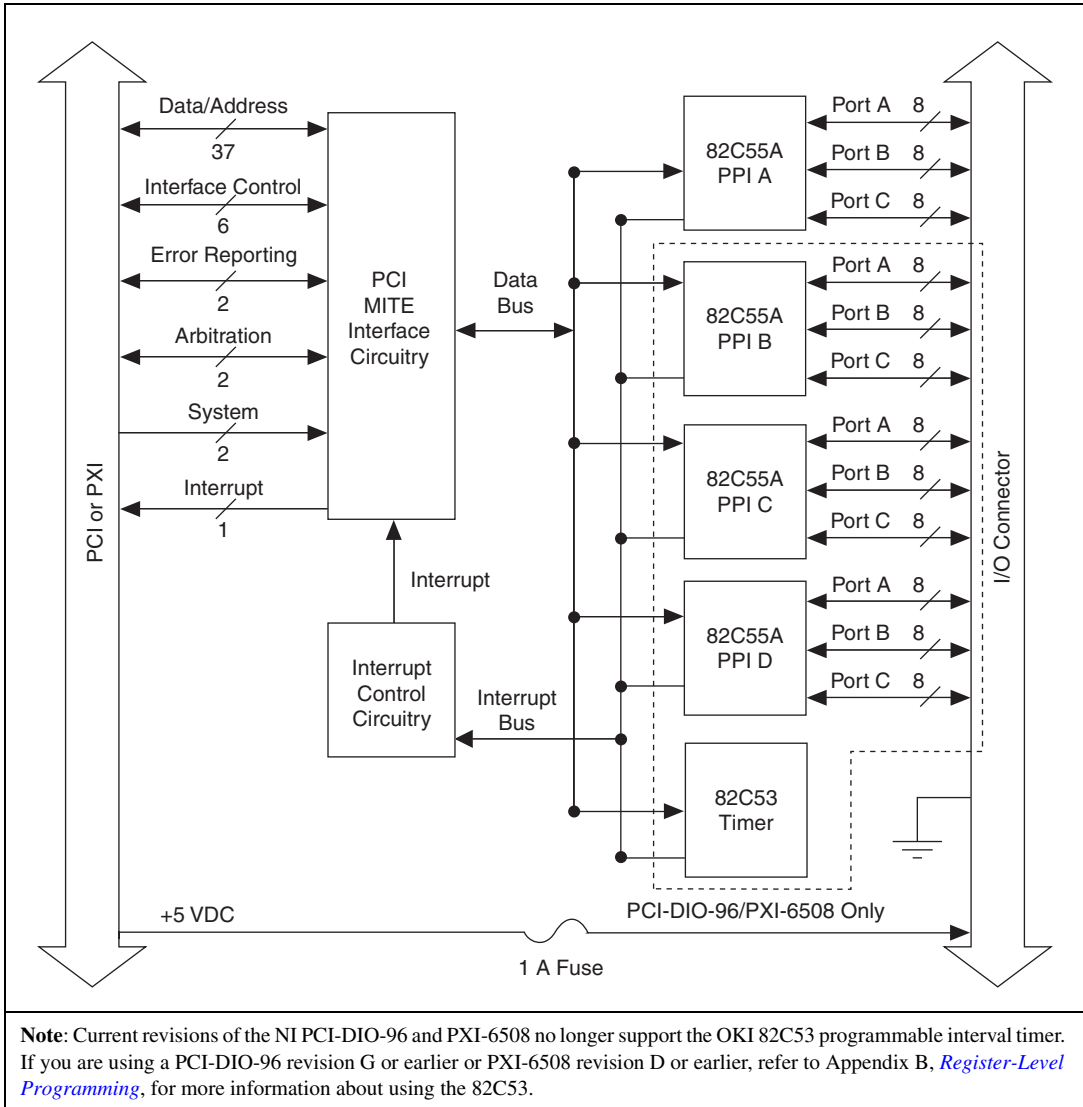 PCI or PXI
Data/Address
37
Interface Control
6
Error Reporting
2
Arbitration
2
System
2
Interrupt
1
PCI
MITE
Interface
Circuitry
Data
Bus
Interrupt
Interrupt
Control
Circuitry
Interrupt
Bus
82C55A
PPI A
Port A 8
Port B 8
Port C 8
82C55A
PPI B
Port A 8
Port B 8
Port C 8
82C55A
PPI C
Port A 8
Port B 8
Port C 8
82C55A
PPI D
Port A 8
Port B 8
Port C 8
82C53
Timer
I/O Connector
PCI-DIO-96/PXI-6508 Only
+5 VDC
1 A Fuse
Note: Current revisions of the NI PCI-DIO-96 and PXI-6508 no longer support the OKI 82C53 programmable interval timer.
If you are using a PCI-DIO-96 revision G or earlier or PXI-6508 revision D or earlier, refer to Appendix B, Register-Level
Programming, for more information about using the 82C53.